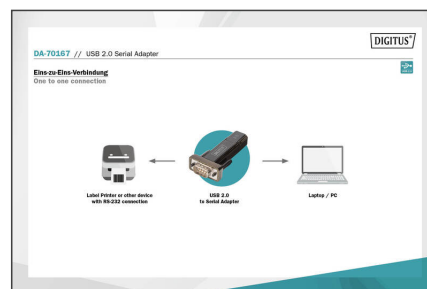 DIGITUS®
DA-70167 // USB 2.0 Serial Adapter
Eins-zu-Eins-Verbindung
One to one connection
Label Printer or other device
with RS-232 connection
USB 2.0
to Serial Adapter
Laptop / PC